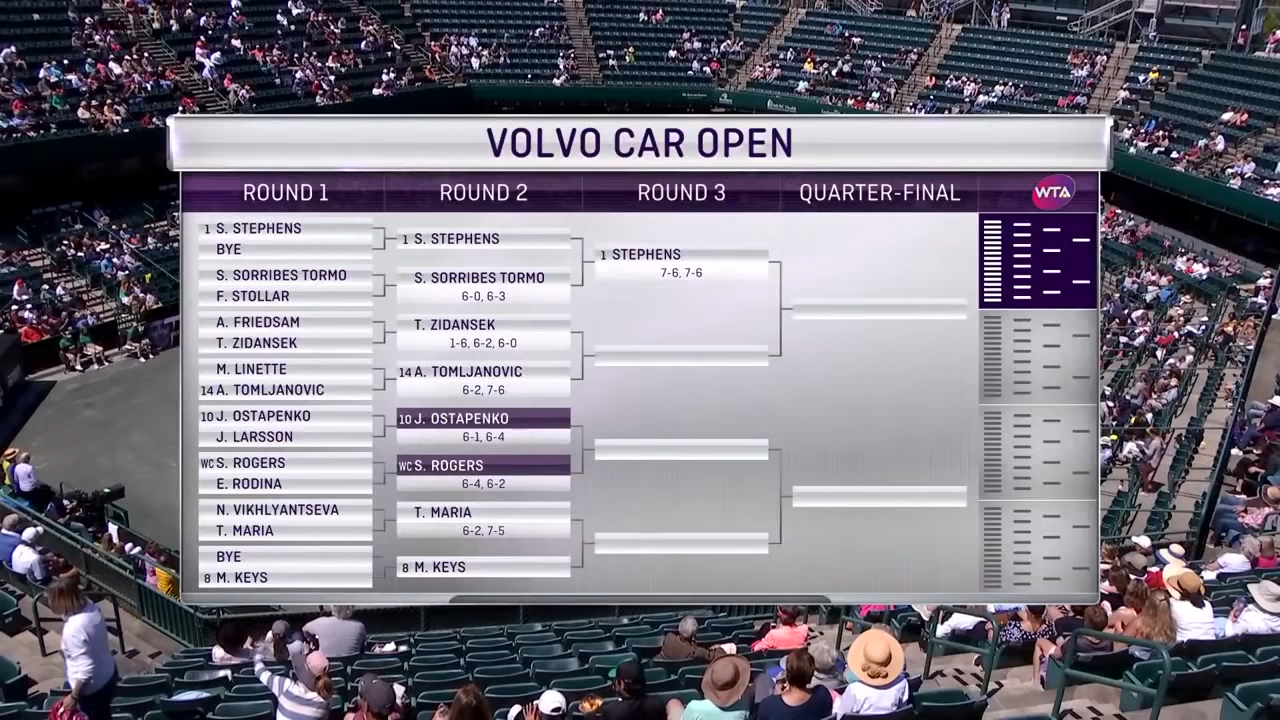 VOLVO CAR OPEN
ROUND 1
ROUND 2
ROUND 3
QUARTER-FINAL
WTA
1 S. STEPHENS
BYE
S. SORRIBES TORMO
F. STOLLAR
A. FRIEDSAM
T. ZIDANSEK
M. LINETTE
14 A. TOMLJANOVIC
10 J. OSTAPENKO
J. LARSSON
WC S. ROGERS
E. RODINA
N. VIKHLYANTSEVA
T. MARIA
BYE
8 M. KEYS
1 S. STEPHENS
S. SORRIBES TORMO
6-0, 6-3
T. ZIDANSEK
1-6, 6-2, 6-0
14 A. TOMLJANOVIC
6-2, 7-6
10 J. OSTAPENKO
6-1, 6-4
WC S. ROGERS
6-4, 6-2
T. MARIA
6-2, 7-5
8 M. KEYS
1 STEPHENS
7-6, 7-6